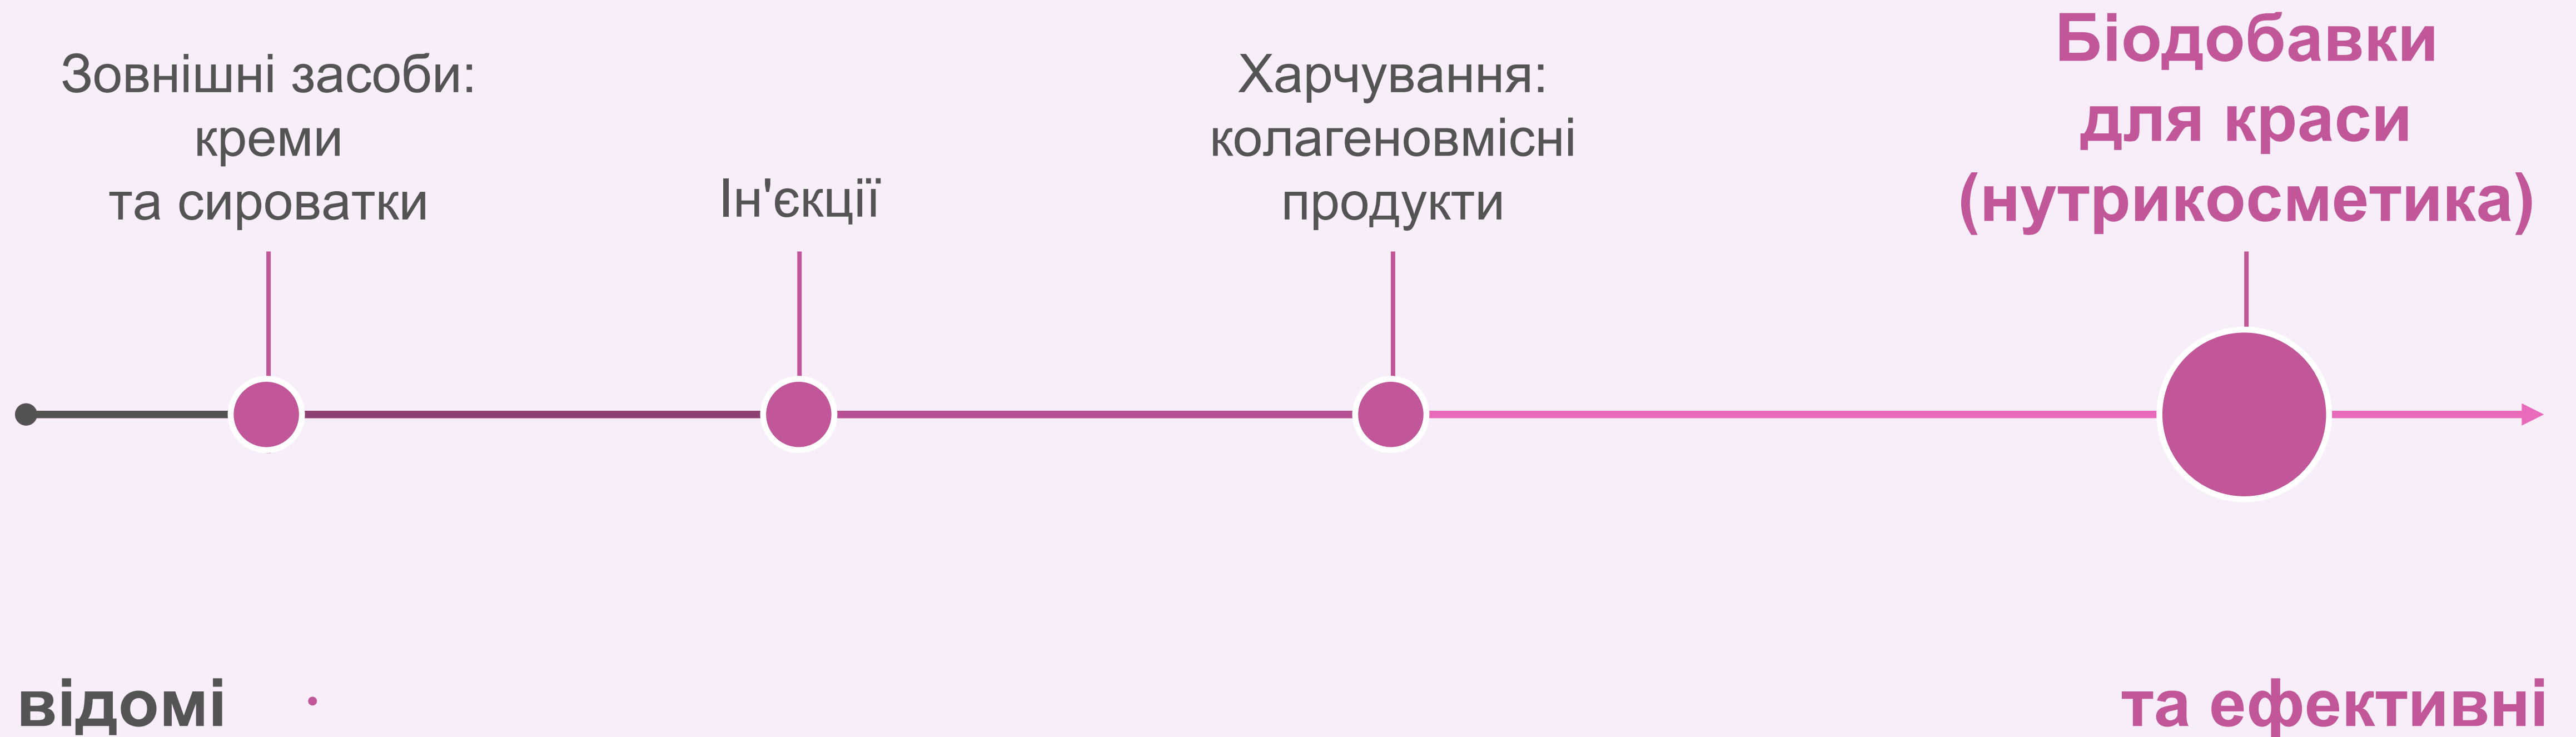 Зовнішні засоби:
креми
та сироватки
Ін'єкції
Харчування:
колагеновмісні
продукти
Біодобавки
для краси
(нутрикосметика)
відомі
та ефективні